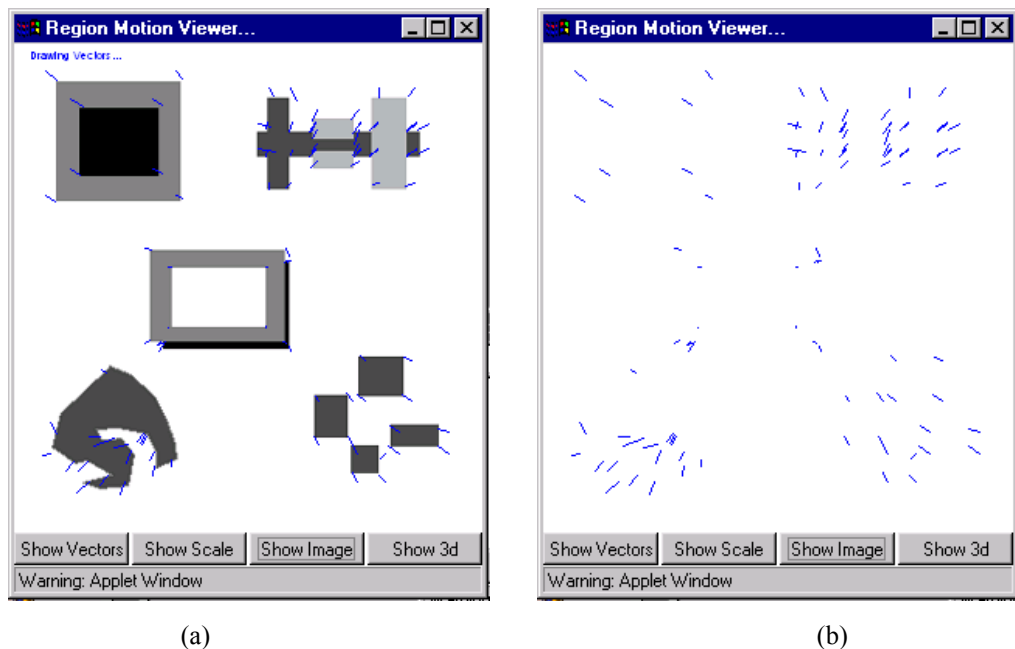 Region Motion Viewer...
Drawing Vectors ...
Show Vectors Show Scale Show Image Show 3d
Warning: Applet Window
(a)
Region Motion Viewer...
Show Vectors Show Scale Show Image Show 3d
Warning: Applet Window
(b)